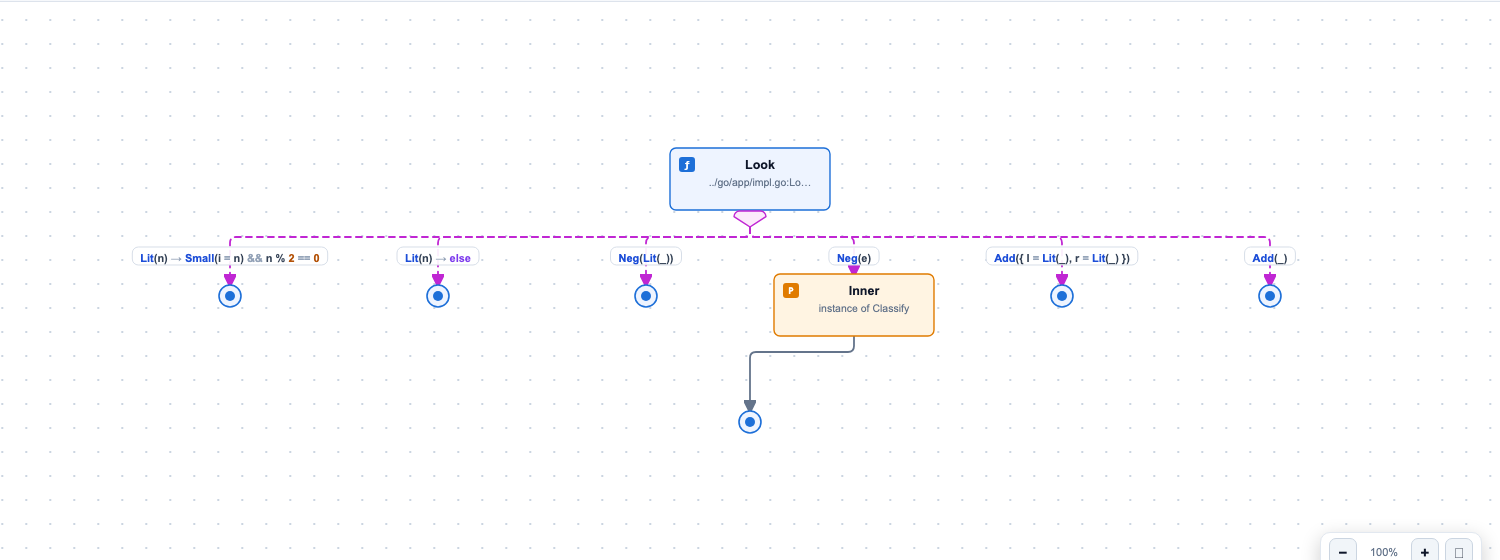 ƒ
Look
../go/app/impl.go:Lo…
Lit(n) → Small(i = n) && n % 2 == 0
Lit(n) → else
Neg(Lit(_))
Neg(e)
Add({ l = Lit(_), r = Lit(_) })
Add(_)
P
Inner
instance of Classify
− 100% +